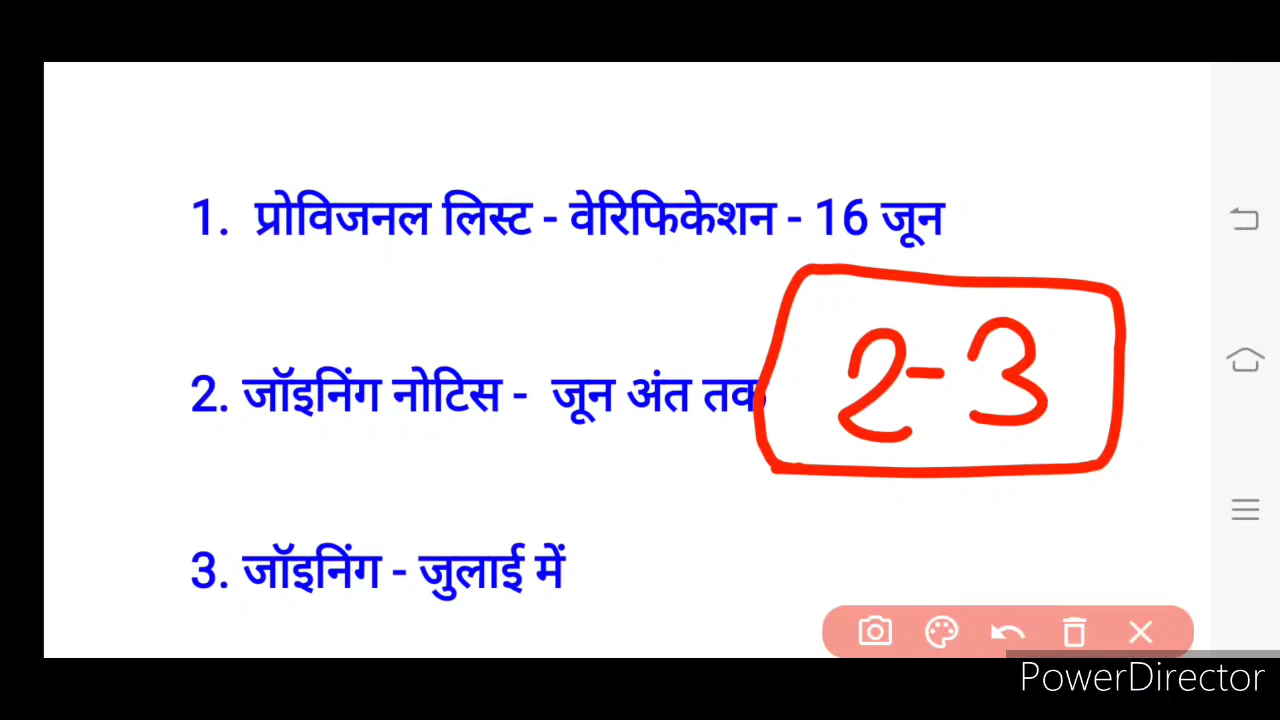 1. प्रोविजनल लिस्ट - वेरिफिकेशन - 16 जून
2-3
2. जॉइनिंग नोटिस - जून अंत तक
3. जॉइनिंग - जुलाई में
PowerDirector